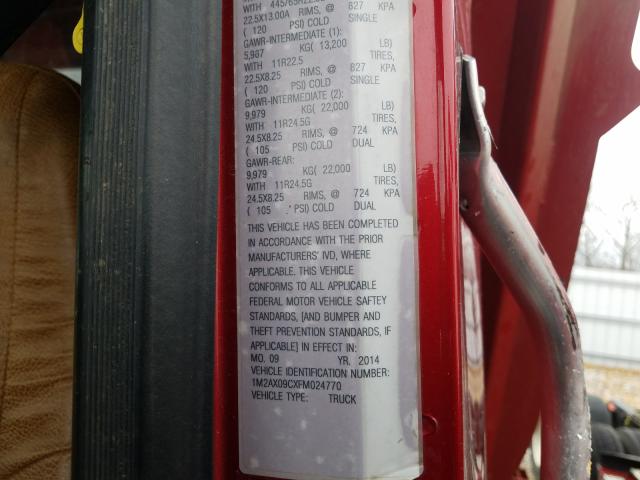 WITH 445/65R22.5
22.5X13.00A RIMS, @ 827 KPA
( 120 PSI) COLD SINGLE
GAWR-INTERMEDIATE (1):
5,987 KG( 13,200 LB)
WITH 11R22.5 TIRES,
22.5X8.25 RIMS, @ 827 KPA
( 120 PSI) COLD SINGLE
GAWR-INTERMEDIATE (2):
9,979 KG( 22,000 LB)
WITH 11R24.5G TIRES,
24.5X8.25 RIMS, @ 724 KPA
( 105 PSI) COLD DUAL
GAWR-REAR:
9,979 KG( 22,000 LB)
WITH 11R24.5G TIRES,
24.5X8.25 RIMS, @ 724 KPA
( 105 PSI) COLD DUAL
THIS VEHICLE HAS BEEN COMPLETED
IN ACCORDANCE WITH THE PRIOR
MANUFACTURERS' IVD, WHERE
APPLICABLE. THIS VEHICLE
CONFORMS TO ALL APPLICABLE
FEDERAL MOTOR VEHICLE SAFTEY
STANDARDS, [AND BUMPER AND
THEFT PREVENTION STANDARDS, IF
APPLICABLE] IN EFFECT IN:
MO. 09 YR. 2014
VEHICLE IDENTIFICATION NUMBER:
1M2AX09CXFM024770
VEHICLE TYPE: TRUCK